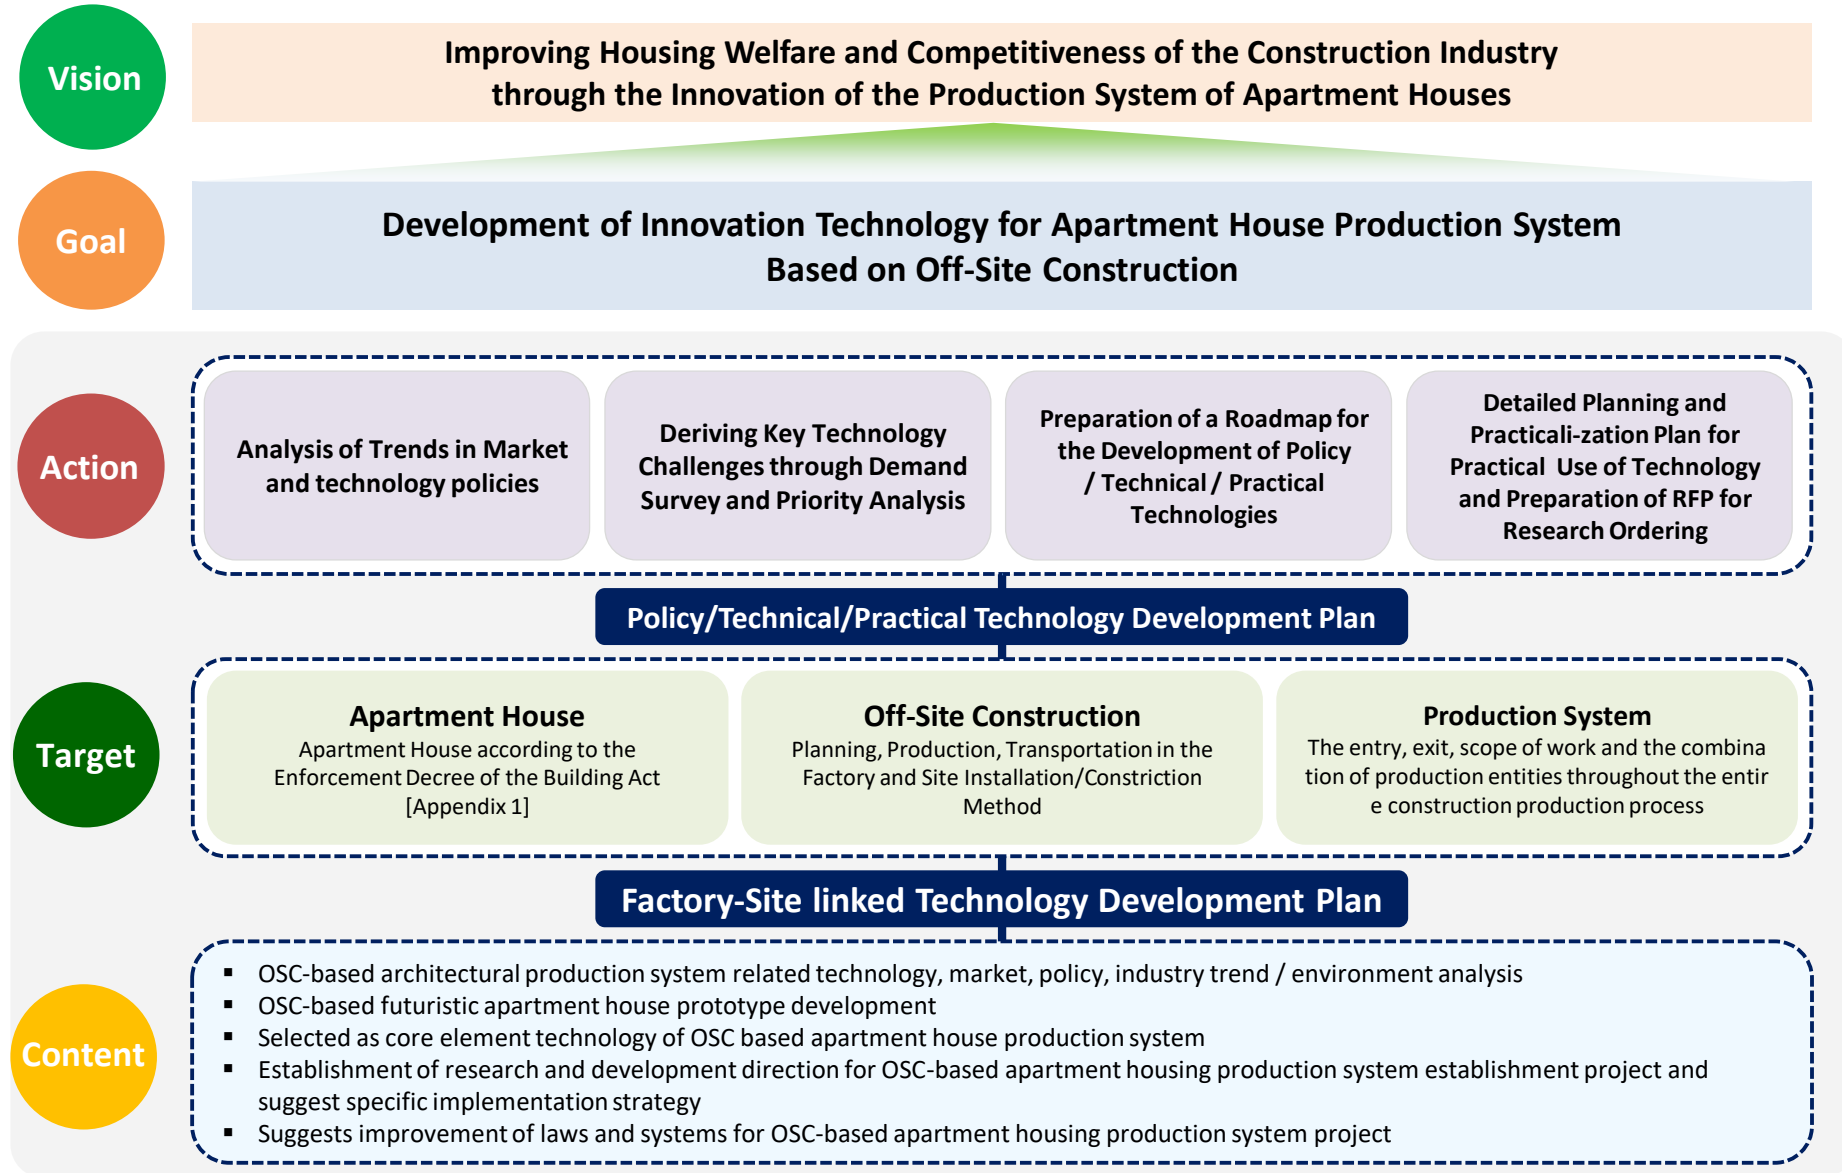 Vision
Improving Housing Welfare and Competitiveness of the Construction Industry
through the Innovation of the Production System of Apartment Houses
Goal
Development of Innovation Technology for Apartment House Production System
Based on Off-Site Construction
Action
Analysis of Trends in Market
and technology policies
Deriving Key Technology
Challenges through Demand
Survey and Priority Analysis
Preparation of a Roadmap for
the Development of Policy
/ Technical / Practical
Technologies
Detailed Planning and
Practicali-zation Plan for
Practical Use of Technology
and Preparation of RFP for
Research Ordering
Policy/Technical/Practical Technology Development Plan
Target
Apartment House
Apartment House according to the
Enforcement Decree of the Building Act
[Appendix 1]
Off-Site Construction
Planning, Production, Transportation in the
Factory and Site Installation/Constriction
Method
Production System
The entry, exit, scope of work and the combina
tion of production entities throughout the entir
e construction production process
Factory-Site linked Technology Development Plan
Content
▪ OSC-based architectural production system related technology, market, policy, industry trend / environment analysis
▪ OSC-based futuristic apartment house prototype development
▪ Selected as core element technology of OSC based apartment house production system
▪ Establishment of research and development direction for OSC-based apartment housing production system establishment project and
suggest specific implementation strategy
▪ Suggests improvement of laws and systems for OSC-based apartment housing production system project